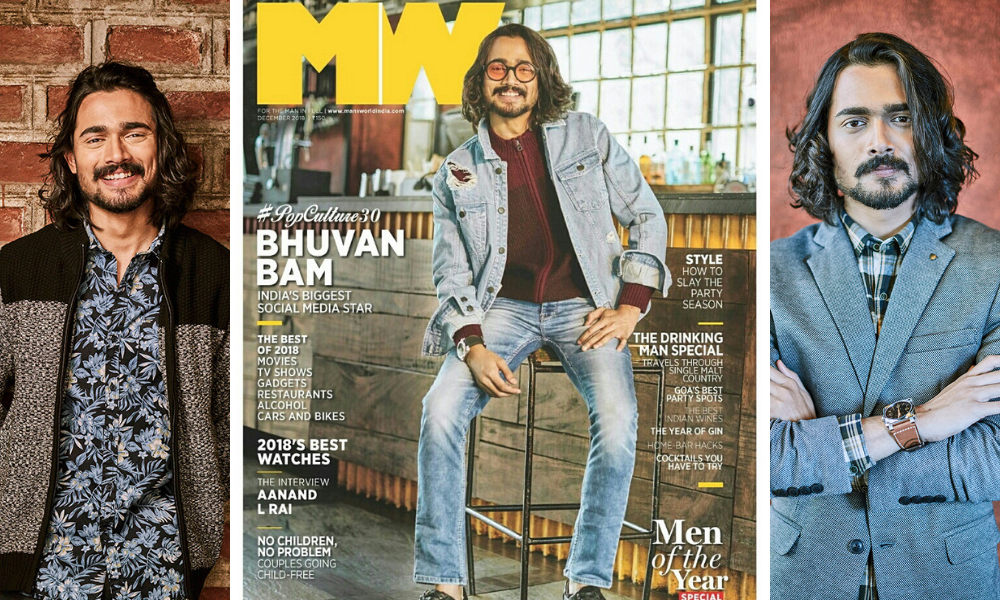 MW
FOR THE MAN IN FULL | www.mansworldindia.com
DECEMBER 2018 | ₹150
#PopCulture30
BHUVAN
BAM
INDIA'S BIGGEST
SOCIAL MEDIA STAR
THE BEST
OF 2018
MOVIES
TV SHOWS
GADGETS
RESTAURANTS
ALCOHOL
CARS AND BIKES
2018'S BEST
WATCHES
THE INTERVIEW
AANAND
L RAI
NO CHILDREN,
NO PROBLEM
COUPLES GOING
CHILD-FREE
STYLE
HOW TO
SLAY THE
PARTY
SEASON
THE DRINKING
MAN SPECIAL
TRAVELS THROUGH
SINGLE MALT
COUNTRY
GOA'S BEST
PARTY SPOTS
THE BEST
INDIAN WINES
THE YEAR OF GIN
HOME-BAR HACKS
COCKTAILS YOU
HAVE TO TRY
Men
of the
Year
SPECIAL